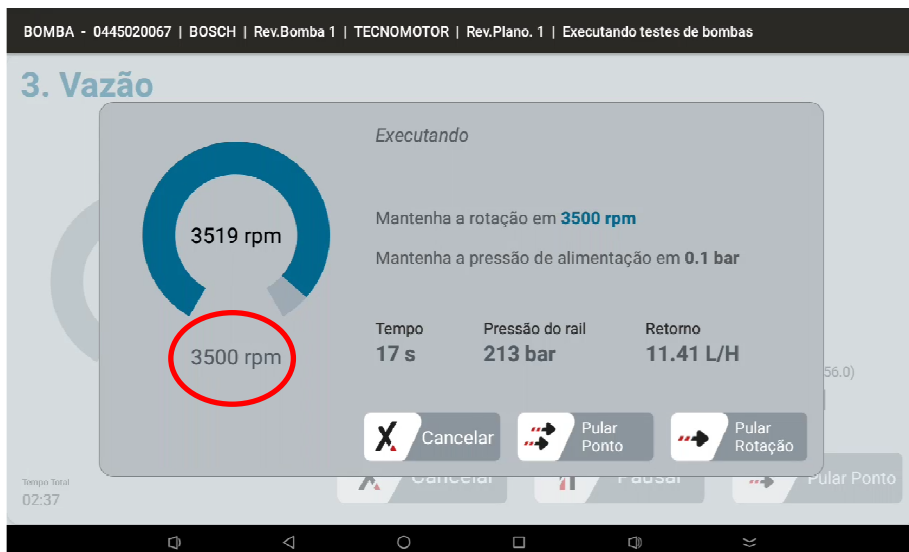 BOMBA - 0445020067 | BOSCH | Rev.Bomba 1 | TECNOMOTOR | Rev.Plano. 1 | Executando testes de bombas
3. Vazão
Executando
3519 rpm
Mantenha a rotação em 3500 rpm
Mantenha a pressão de alimentação em 0.1 bar
3500 rpm
Tempo Pressão do rail Retorno
17 s 213 bar 11.41 L/H
56.0)
Cancelar
Pular
Ponto
Pular
Rotação
Tempo Total
02:37
Cancelar Pausar Pular Ponto